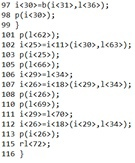 97 i<30>=b(i<31>,l<36>);
98 p(i<30>);
99 }
101 p(l<62>);
102 i<25>=i<11>(i<30>,l<63>);
103 p(i<25>);
105 p(l<66>);
106 i<29>=l<34>;
107 i<26>=i<18>(i<29>,l<34>);
108 p(i<26>);
110 p(l<69>);
111 i<29>=l<70>;
112 i<26>=i<18>(i<29>,l<34>);
113 p(i<26>);
115 rl<72>;
116 }